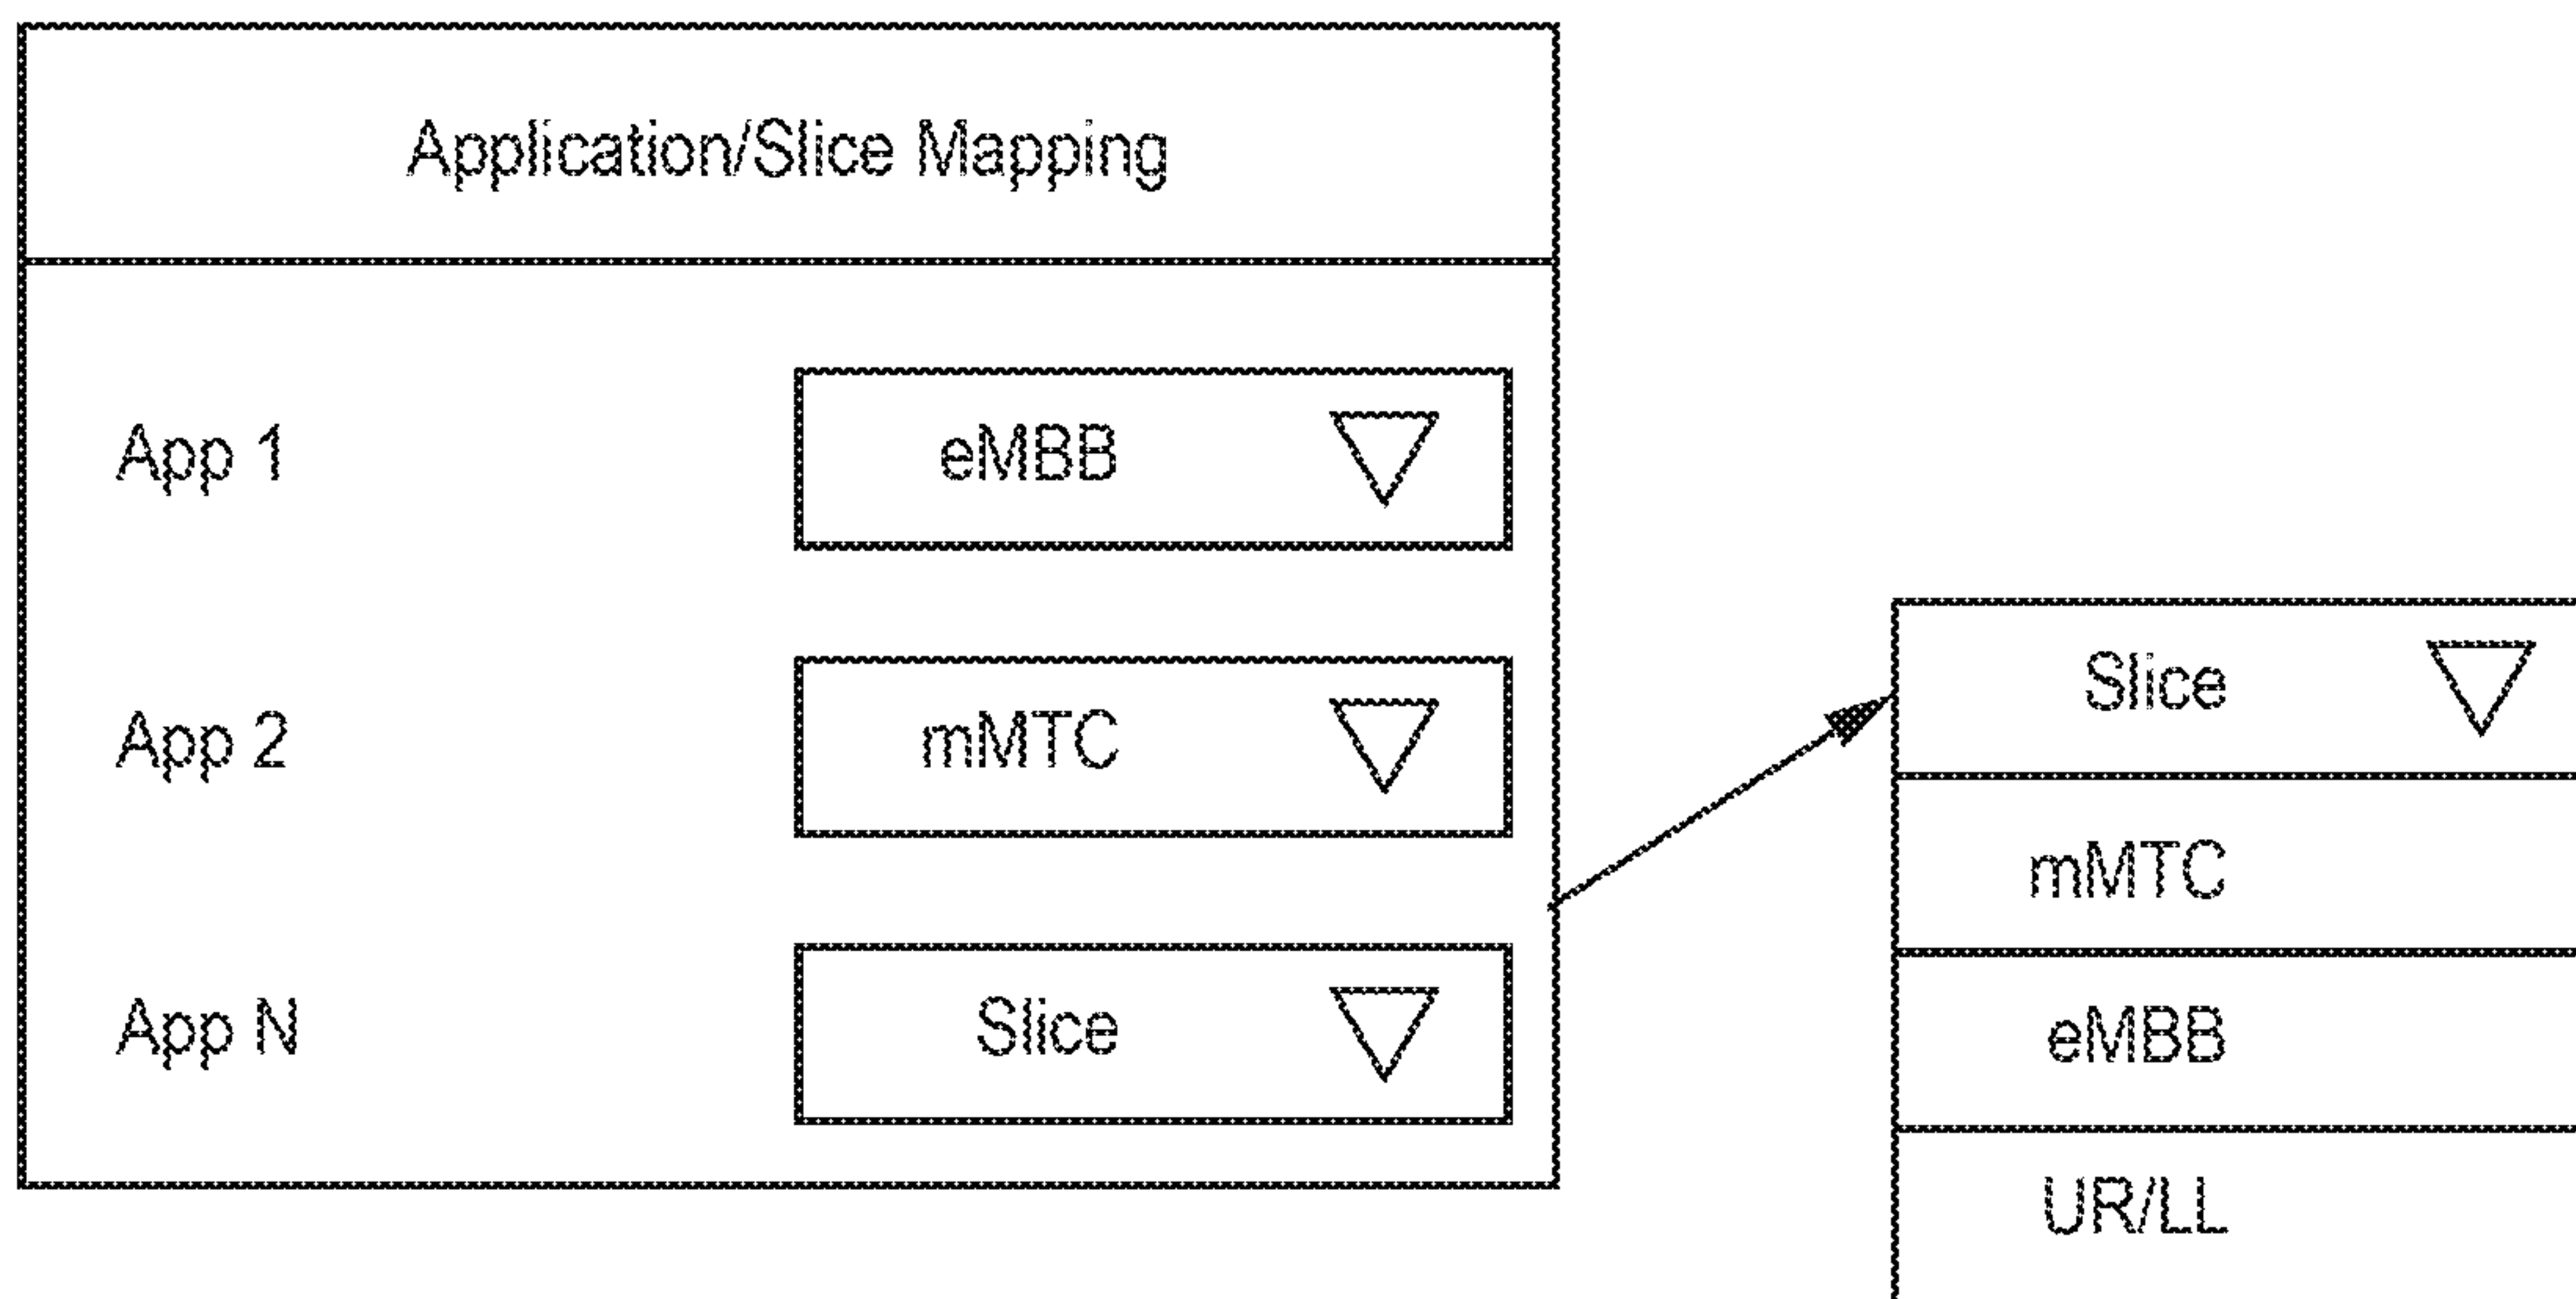 Application/Slice Mapping
App 1 eMBB
App 2 mMTC
App N Slice
Slice
mMTC
eMBB
UR/LL